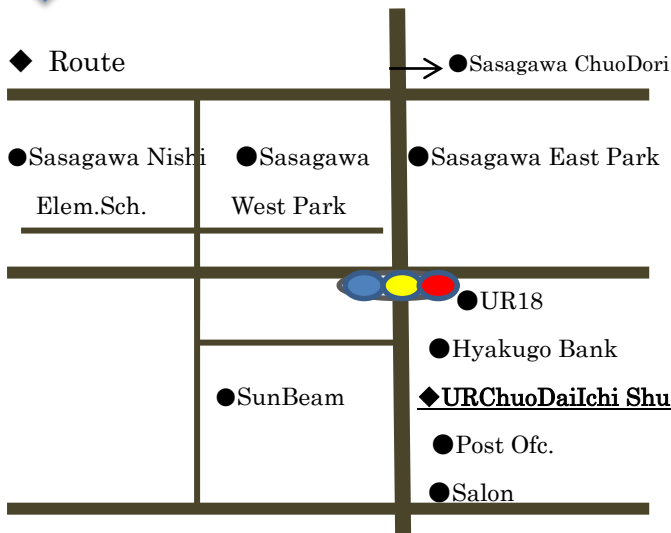 ◆ Route
●Sasagawa ChuoDori
●Sasagawa Nishi
Elem.Sch.
●Sasagawa
West Park
●Sasagawa East Park
●UR18
●Hyakugo Bank
●SunBeam
◆URChuoDaiIchi Shu
●Post Ofc.
●Salon